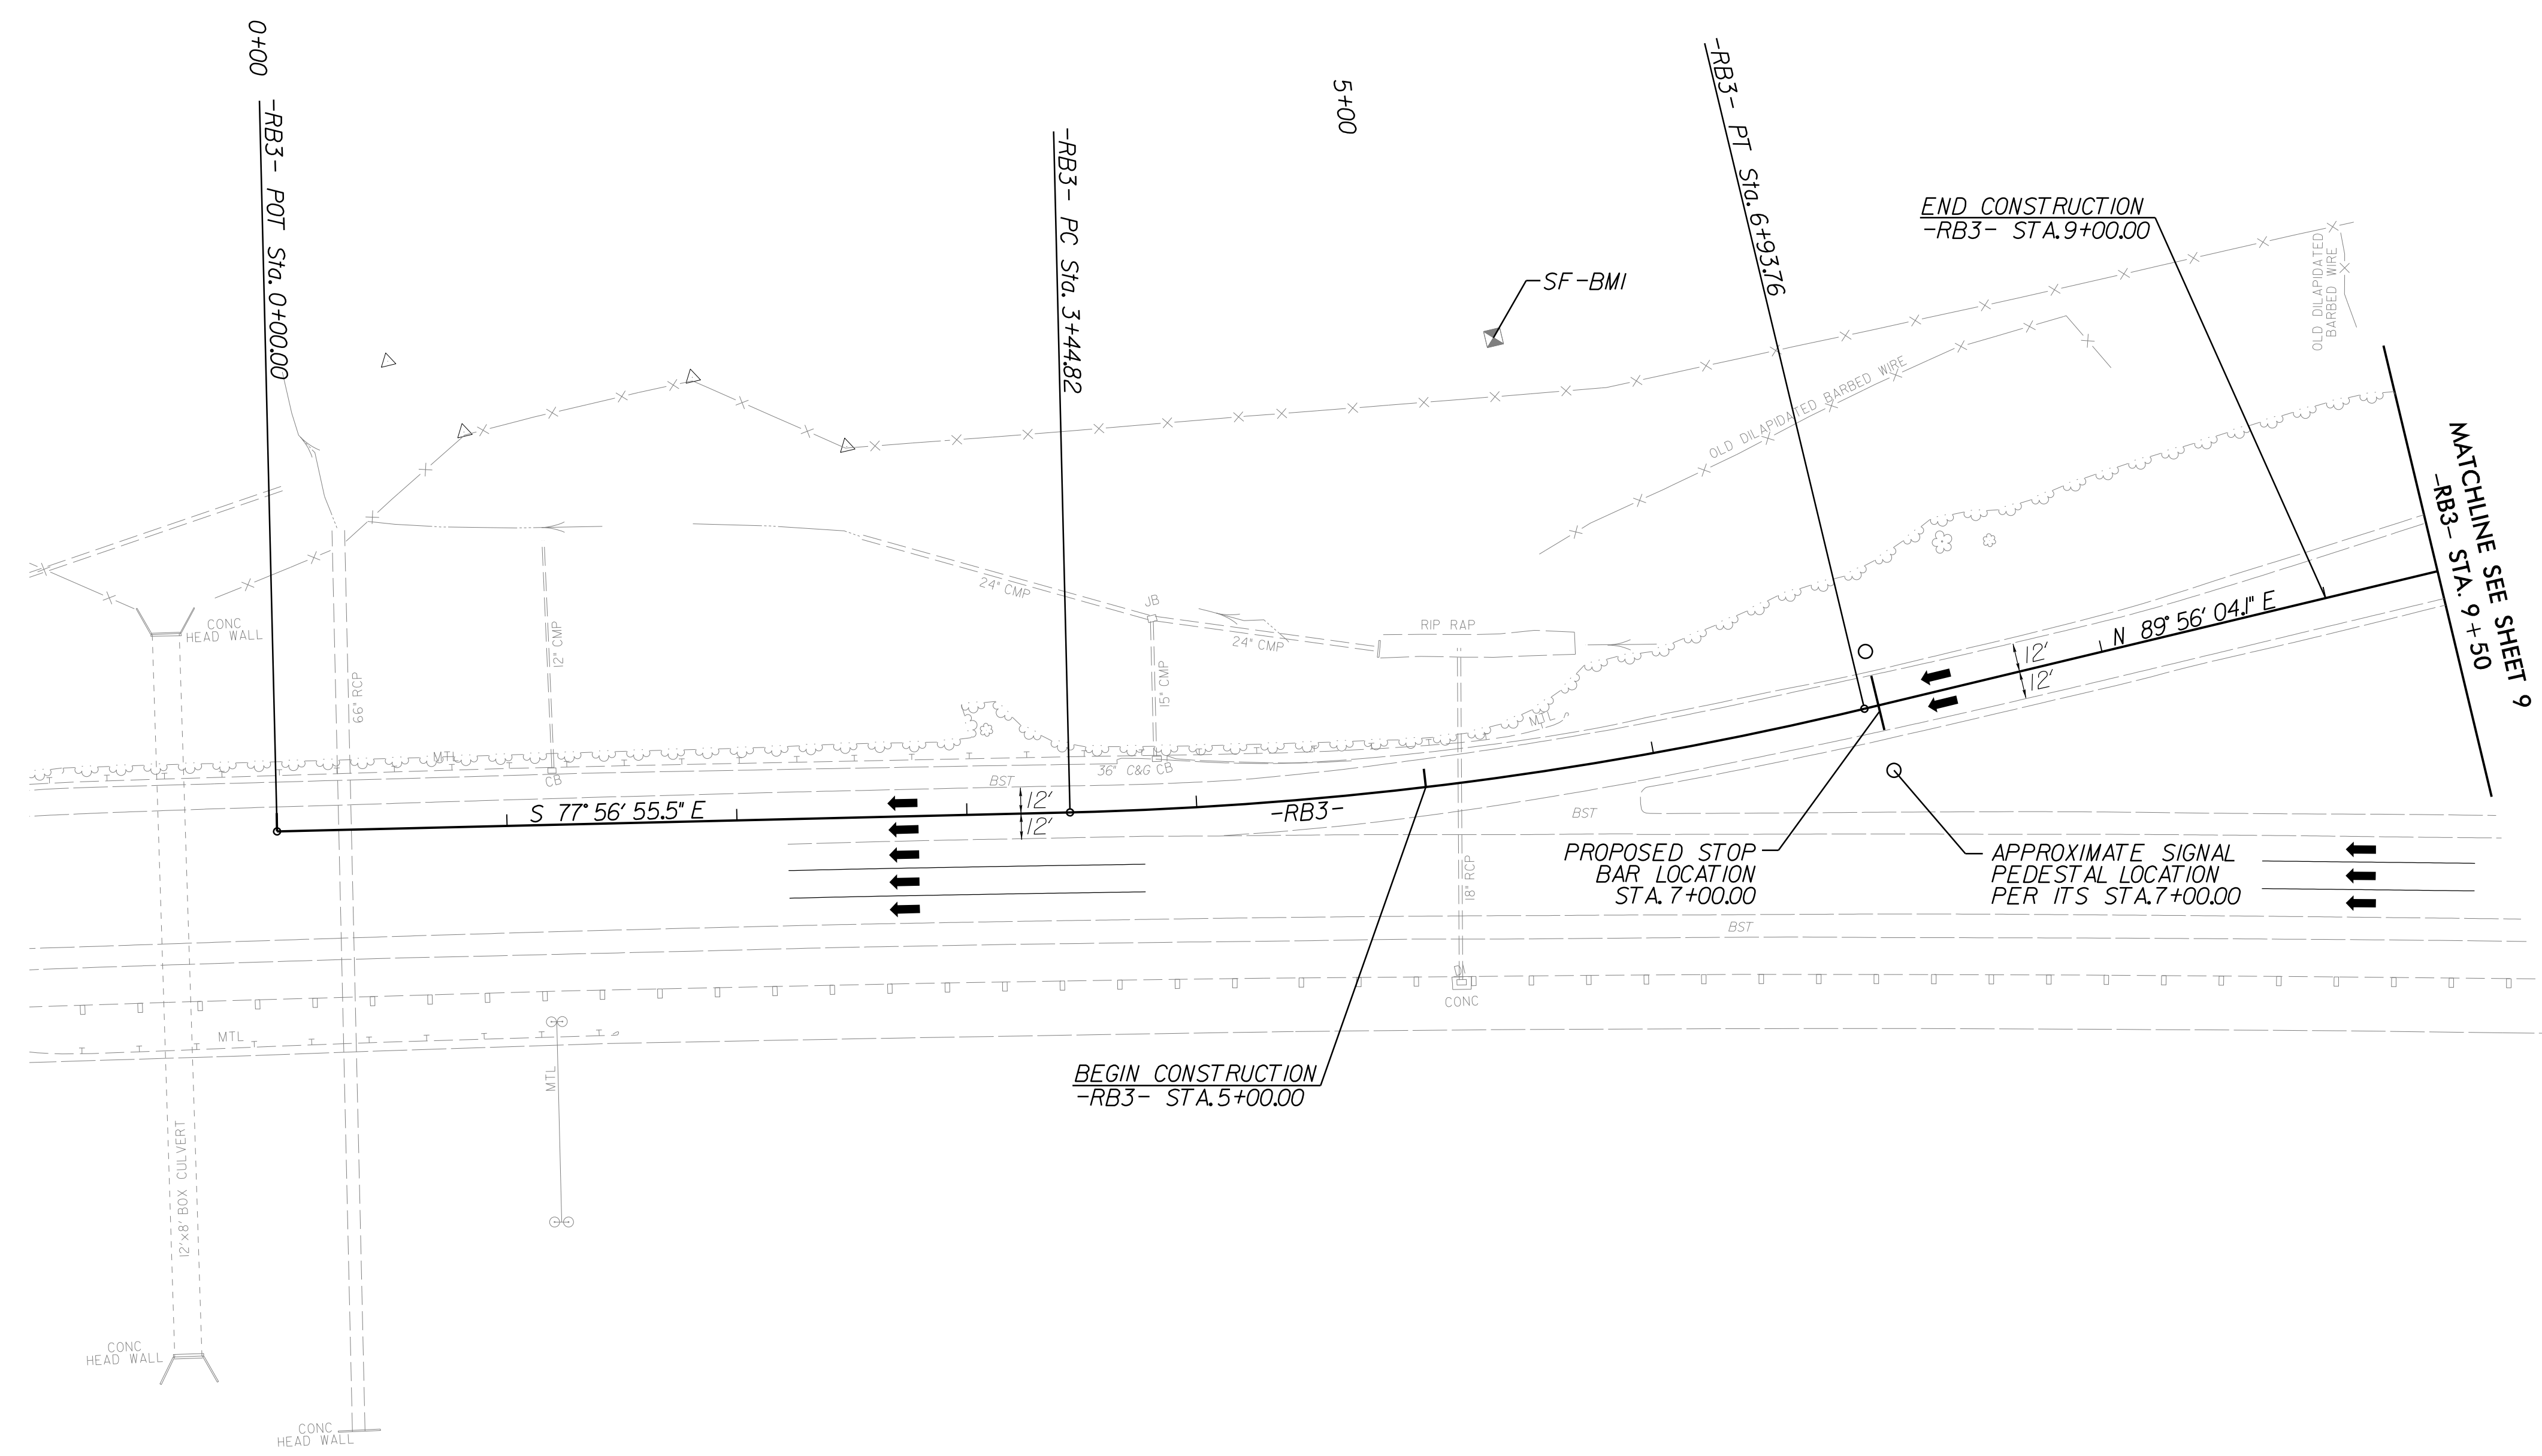 0+00
-RB3- POT Sta. 0+00.00
-RB3- PC Sta. 3+44.82
5+00
-RB3- PT Sta. 6+93.76
SF-BM1
END CONSTRUCTION
-RB3- STA. 9+00.00
OLD DILAPIDATED
BARBED WIRE
OLD DILAPIDATED BARBED WIRE
MATCHLINE SEE SHEET 9
-RB3- STA. 9+50
CONC
HEAD WALL
66" RCP
12" CMP
24" CMP
JB
15" CMP
24" CMP
RIP RAP
N 89° 56' 04.1" E
12'
12'
MTL
MTL
CB
36" C&G CB
BST
S 77° 56' 55.5" E
12'
12'
-RB3-
BST
18" RCP
PROPOSED STOP
BAR LOCATION
STA. 7+00.00
APPROXIMATE SIGNAL
PEDESTAL LOCATION
PER ITS STA. 7+00.00
BST
DI
CONC
MTL
MTL
BEGIN CONSTRUCTION
-RB3- STA. 5+00.00
12'x8' BOX CULVERT
CONC
HEAD WALL
CONC
HEAD WALL